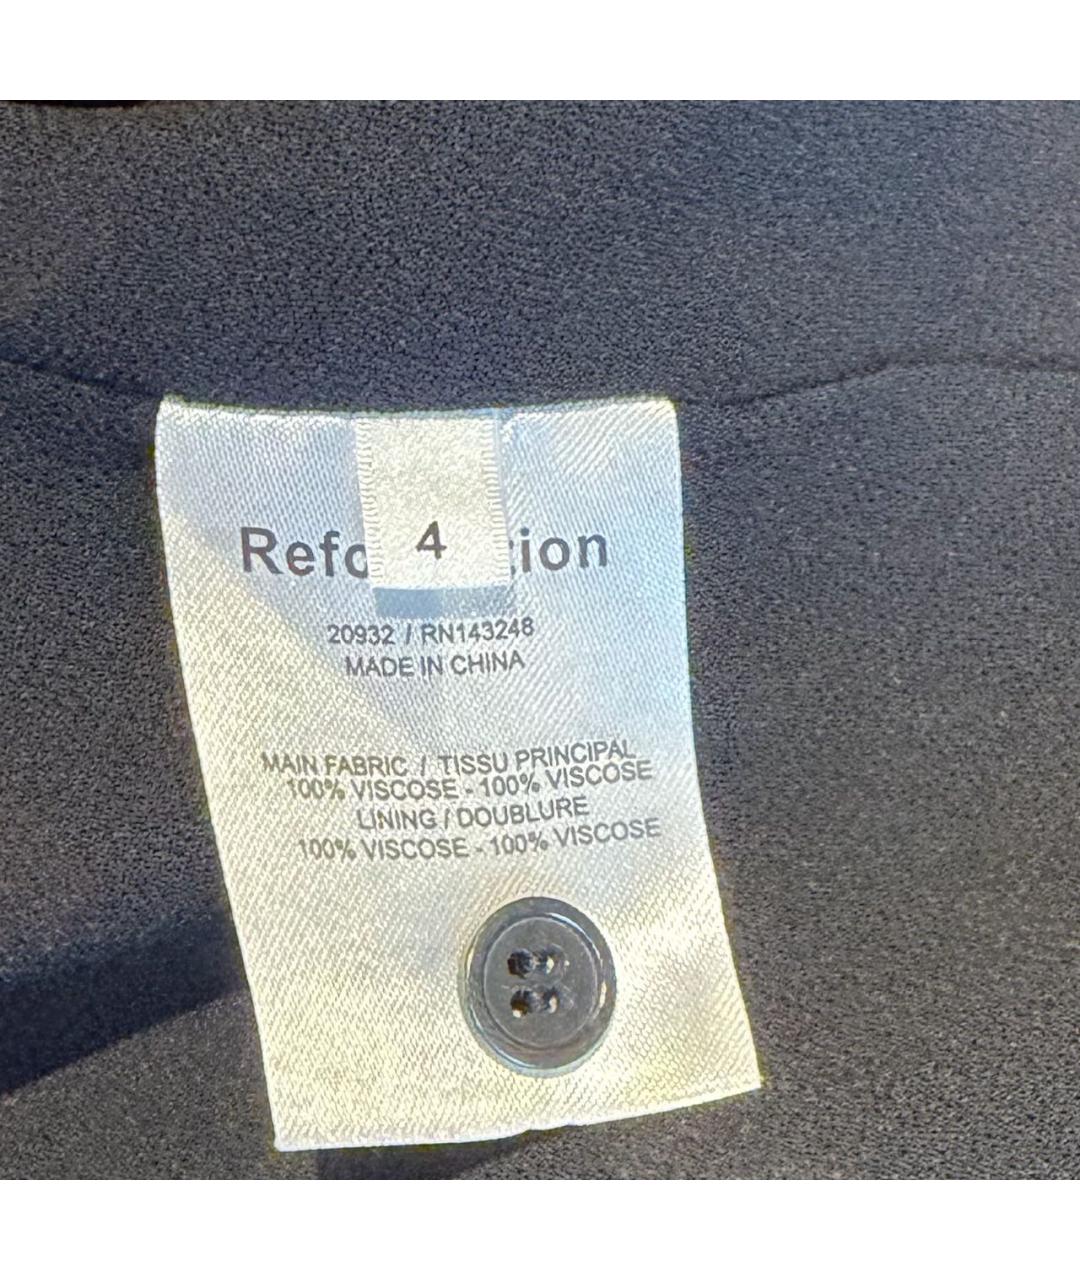 4
Refo tion
20932 / RN143248
MADE IN CHINA
MAIN FABRIC / TISSU PRINCIPAL
100% VISCOSE - 100% VISCOSE
LINING / DOUBLURE
100% VISCOSE - 100% VISCOSE